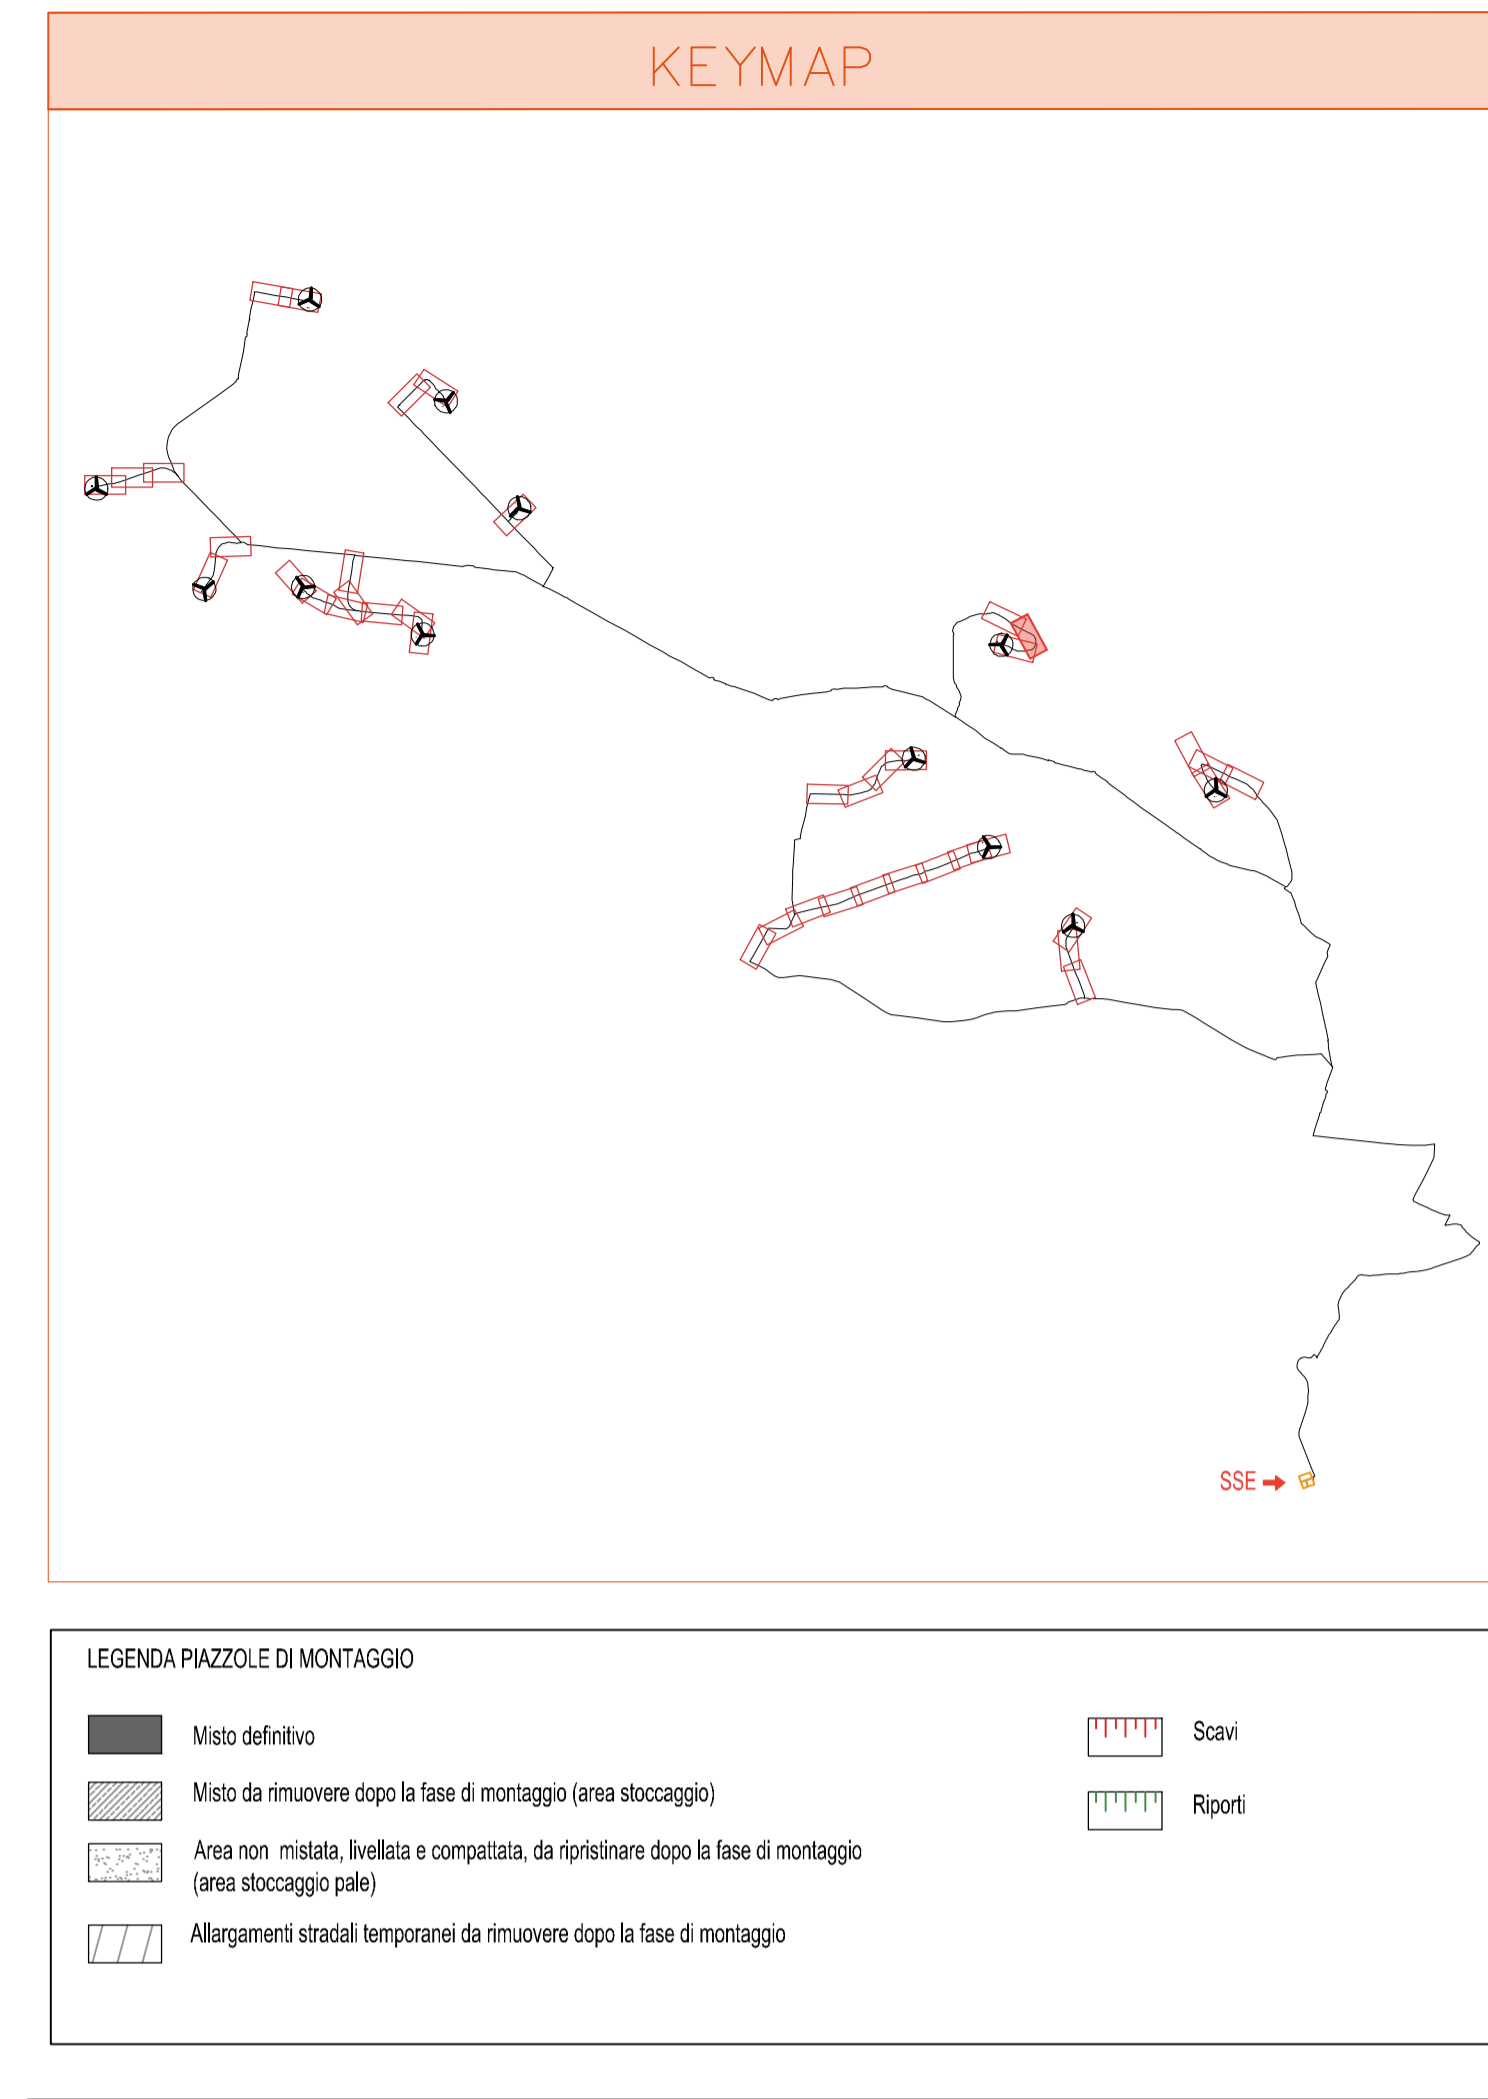 KEYMAP
SSE
LEGENDA PIAZZOLE DI MONTAGGIO
Misto definitivo
Misto da rimuovere dopo la fase di montaggio (area stoccaggio)
Area non mistata, livellata e compattata, da ripristinare dopo la fase di montaggio
(area stoccaggio pale)
Allargamenti stradali temporanei da rimuovere dopo la fase di montaggio
Scavi
Riporti